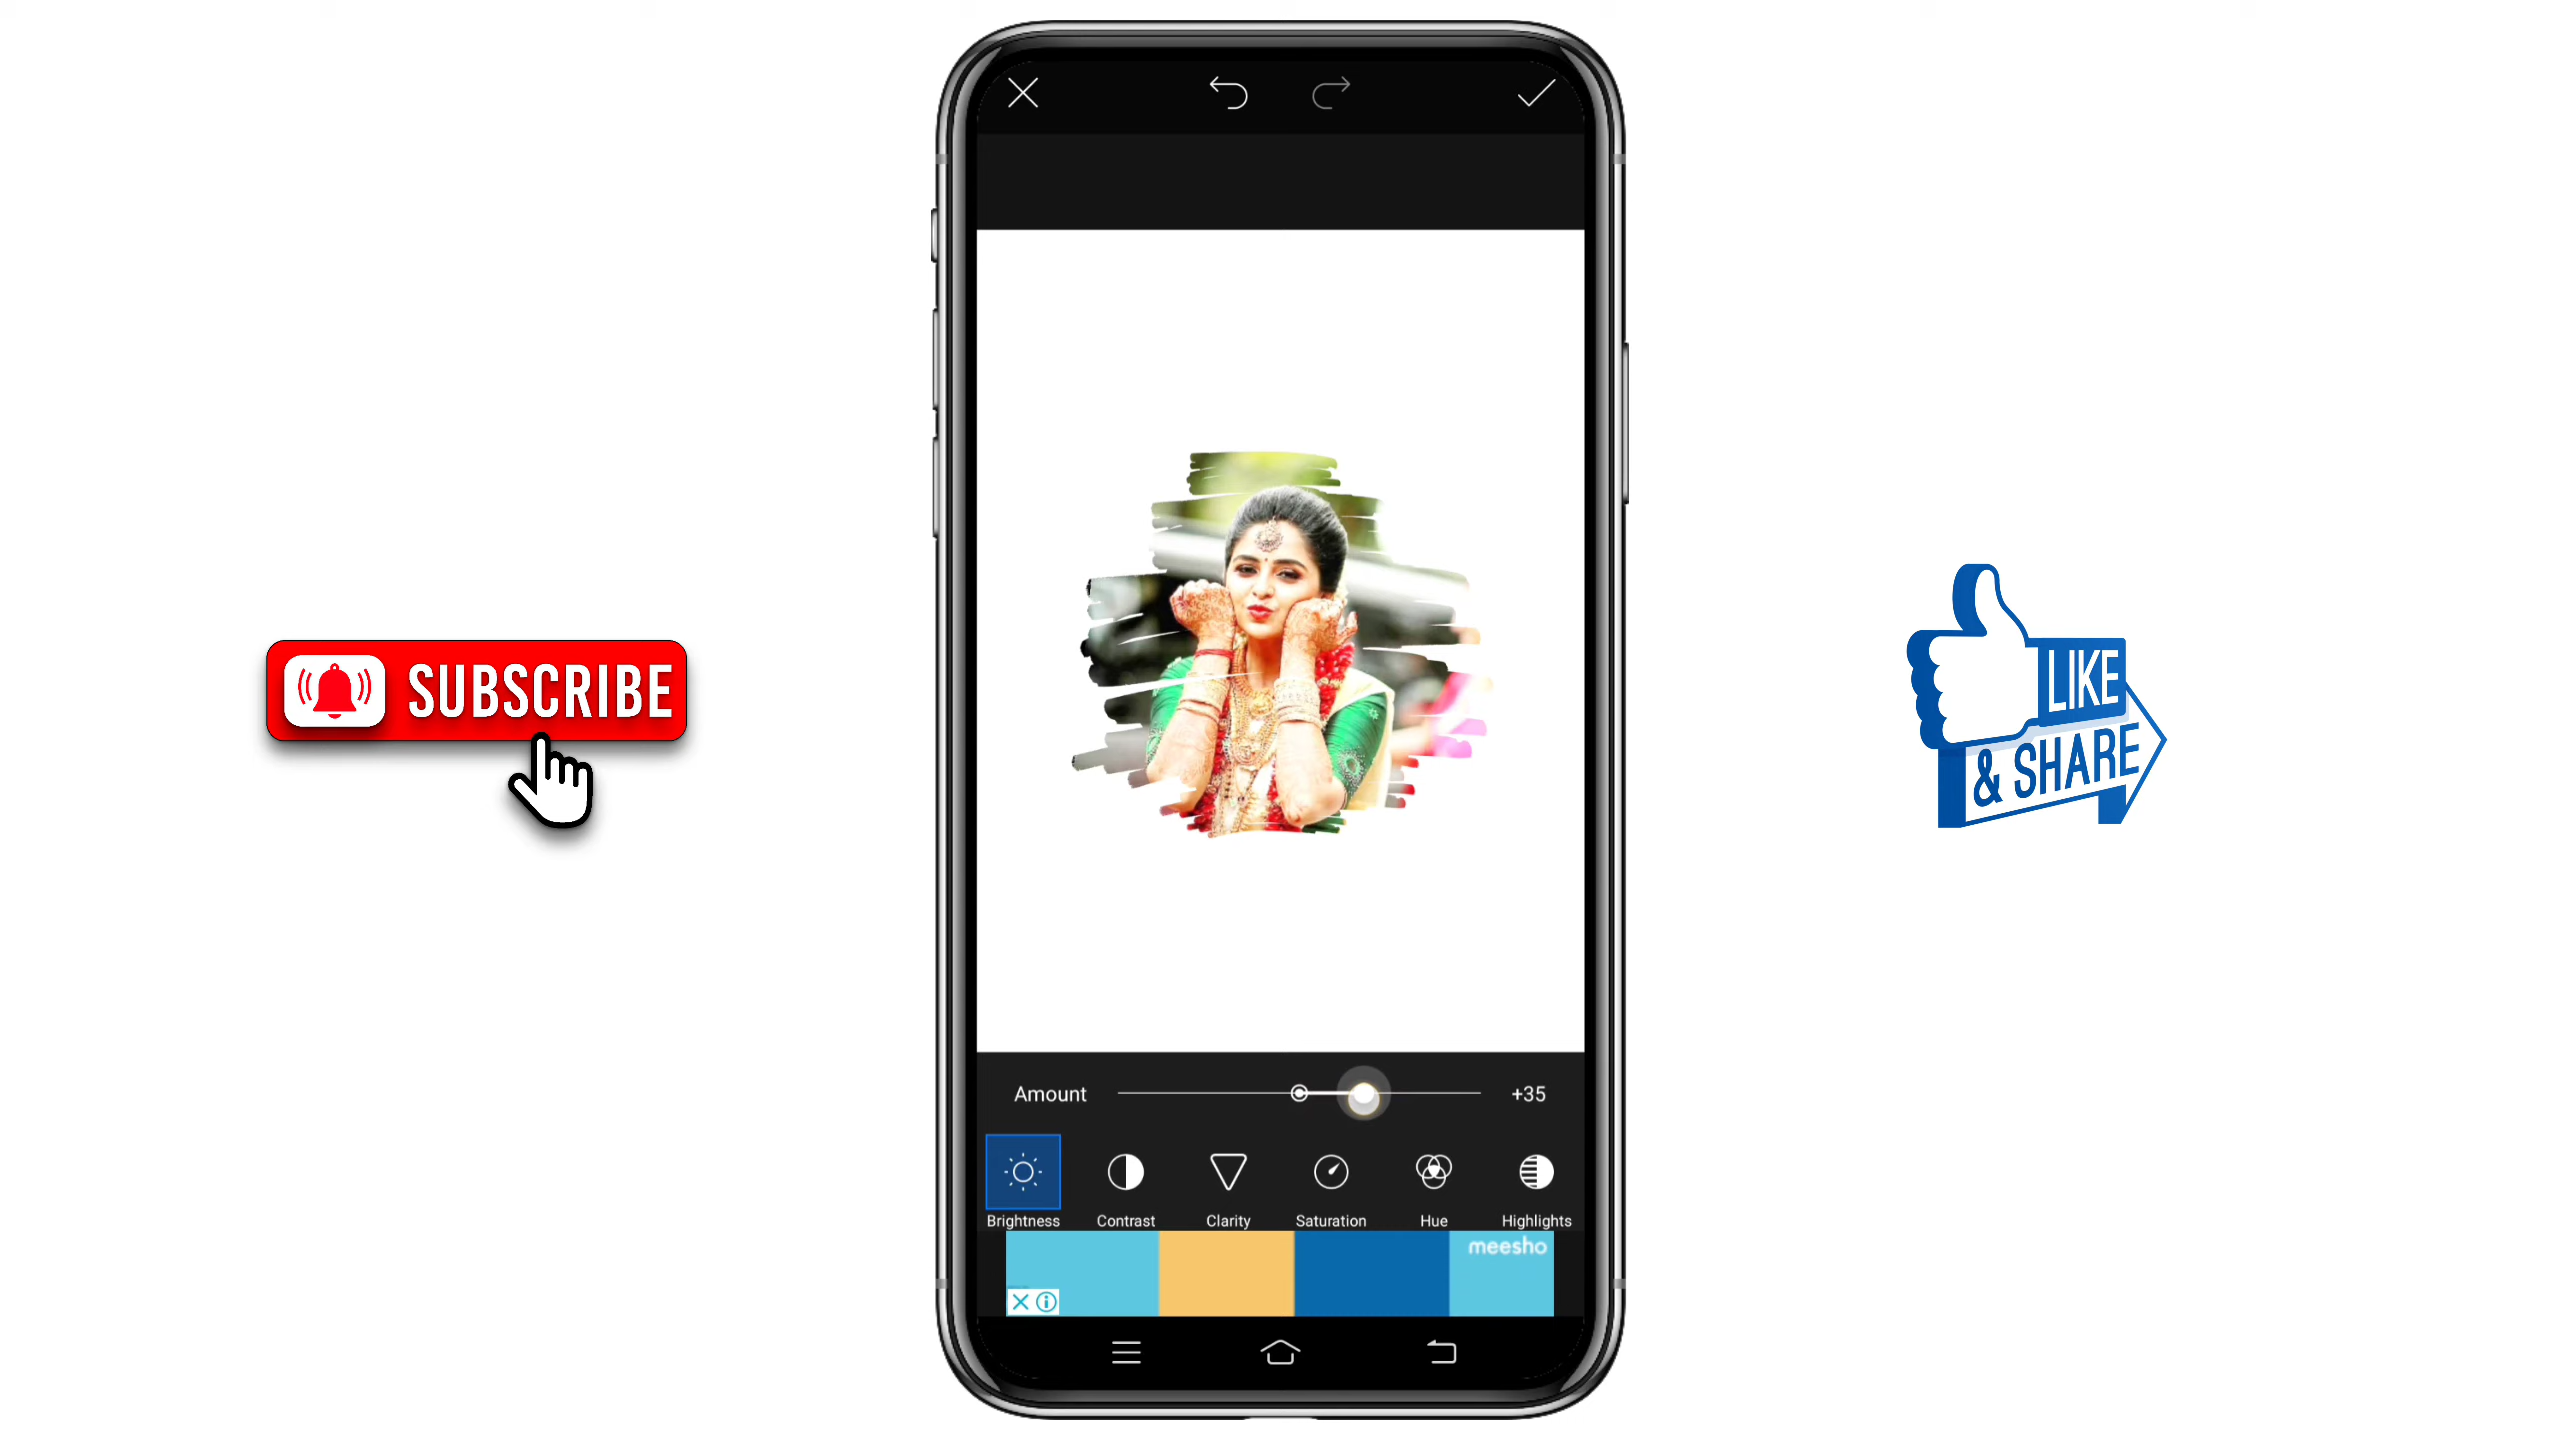 SUBSCRIBE
LIKE
& SHARE
Amount +35
Brightness Contrast Clarity Saturation Hue Highlights
meesho